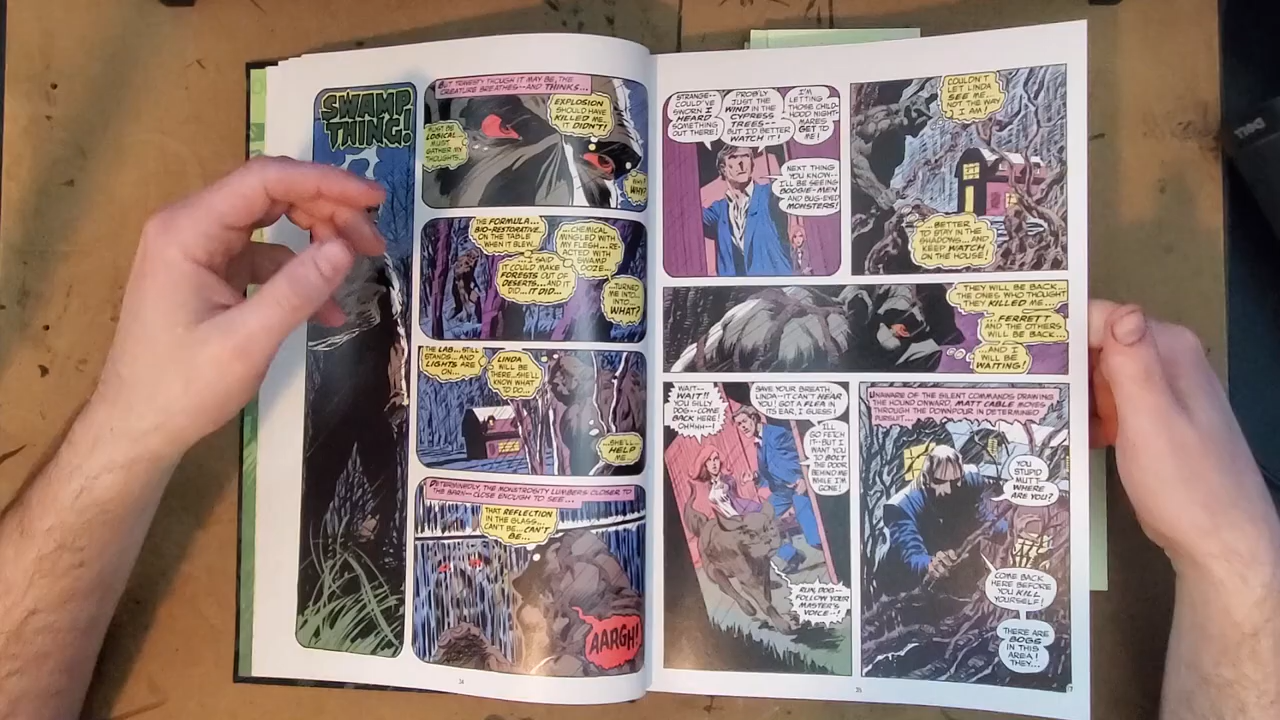 SWAMP
THING!
BUT TRAVESTY THOUGH IT MAY BE, THE
CREATURE BREATHES--AND THINKS...
EXPLOSION
SHOULD HAVE
KILLED ME...
IT DIDN'T!
MUST BE
LOGICAL...
MUST
GATHER MY
THOUGHTS...
WHY?
THE FORMULA...
BIO-RESTORATIVE...
ON THE TABLE
WHEN IT BLEW...
...CHEMICAL
MINGLED WITH
MY FLESH...RE-
ACTED WITH
SWAMP
OOZE...
...I SAID
IT COULD MAKE
FORESTS OUT OF
DESERTS...AND IT
DID...IT DID...
...TURNED
ME INTO...
INTO...
WHAT?
THE LAB...STILL
STANDS...AND
LIGHTS ARE
ON...
LINDA
WILL BE
THERE...SHE'LL
KNOW WHAT
TO DO...
...SHE'LL
HELP
ME...
DETERMINEDLY, THE MONSTROSITY LUMBERS CLOSER TO
THE BARN--CLOSE ENOUGH TO SEE...
THAT REFLECTION
IN THE GLASS...
CAN'T BE...CAN'T
BE...
AARGH!
34
STRANGE--
COULD'VE
SWORN I
HEARD
SOMETHING
OUT THERE!
PROB'LY
JUST THE
WIND IN THE
CYPRESS
TREES--
BUT I'D BETTER
WATCH IT!
I'M
LETTING
THOSE CHILD-
HOOD NIGHT-
MARES
GET TO
ME!
NEXT THING
YOU KNOW--
I'LL BE SEEING
BOOGIE-MEN
AND BUG-EYED
MONSTERS!
COULDN'T
LET LINDA
SEE ME...
NOT THE WAY
I AM!
...BETTER
TO STAY IN THE
SHADOWS...AND
KEEP WATCH
ON THE HOUSE!
THEY WILL BE BACK...
THE ONES WHO THOUGHT
THEY KILLED ME...
...FERRETT
AND THE OTHERS
WILL BE BACK...
...AND I
WILL BE
WAITING!
WAIT--
WAIT!!
YOU SILLY
DOG--COME
BACK HERE!
OHHHH--!
SAVE YOUR BREATH,
LINDA--IT CAN'T HEAR
YOU! GOT A FLEA IN
ITS EAR, I GUESS!
I'LL
GO FETCH
IT--BUT I
WANT YOU
TO BOLT
THE DOOR
BEHIND ME
WHILE I'M
GONE!
RUN, DOG--
FOLLOW YOUR
MASTER'S
VOICE--!
UNAWARE OF THE SILENT COMMANDS DRAWING
THE HOUND ONWARD, MATT CABLE MOVES
THROUGH THE DOWNPOUR IN DETERMINED
PURSUIT...
YOU
STUPID
MUTT--
WHERE
ARE YOU?
COME BACK
HERE BEFORE
YOU KILL
YOURSELF!
THERE ARE
BOGS
IN THIS
AREA!
THEY...
35
17